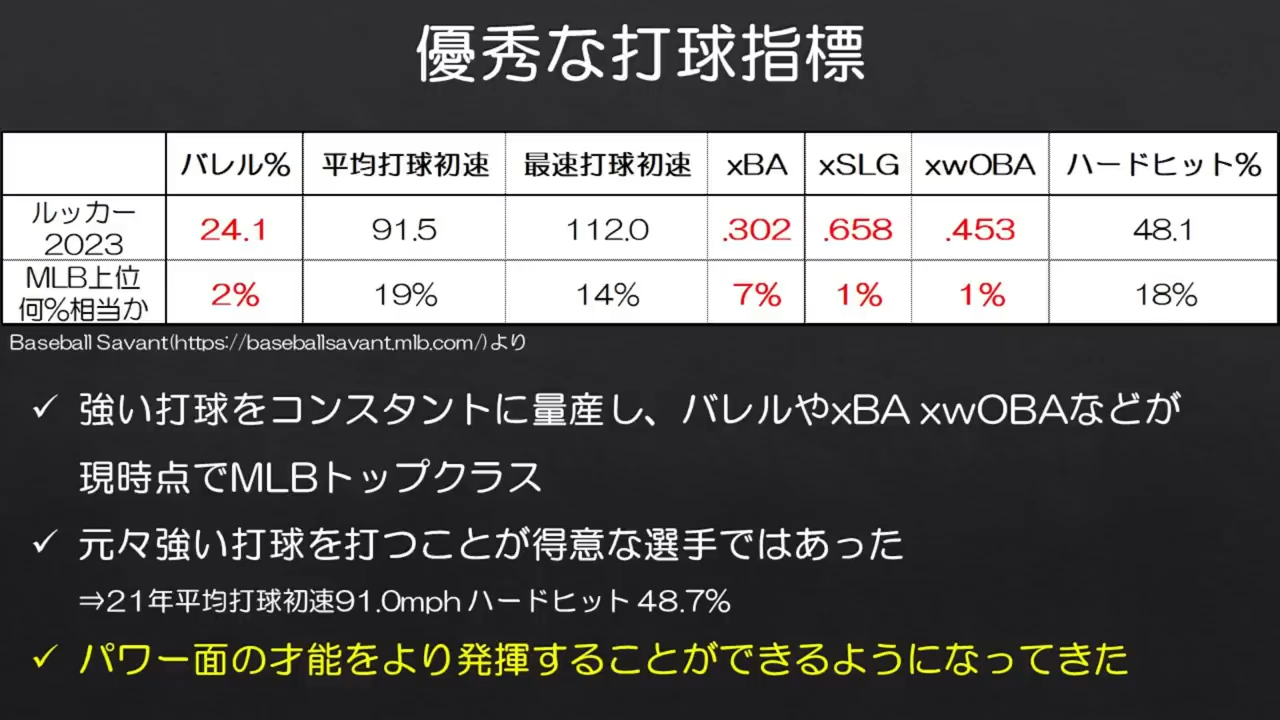 優秀な打球指標
バレル% 平均打球初速 最速打球初速 xBA xSLG xwOBA ハードヒット%
ルッカー
2023 24.1 91.5 112.0 .302 .658 .453 48.1
MLB上位
何%相当か 2% 19% 14% 7% 1% 1% 18%
Baseball Savant(https://baseballsavant.mlb.com/)より
✓ 強い打球をコンスタントに量産し、バレルやxBA xwOBAなどが
現時点でMLBトップクラス
✓ 元々強い打球を打つことが得意な選手ではあった
⇒21年平均打球初速91.0mph ハードヒット 48.7%
✓ パワー面の才能をより発揮することができるようになってきた